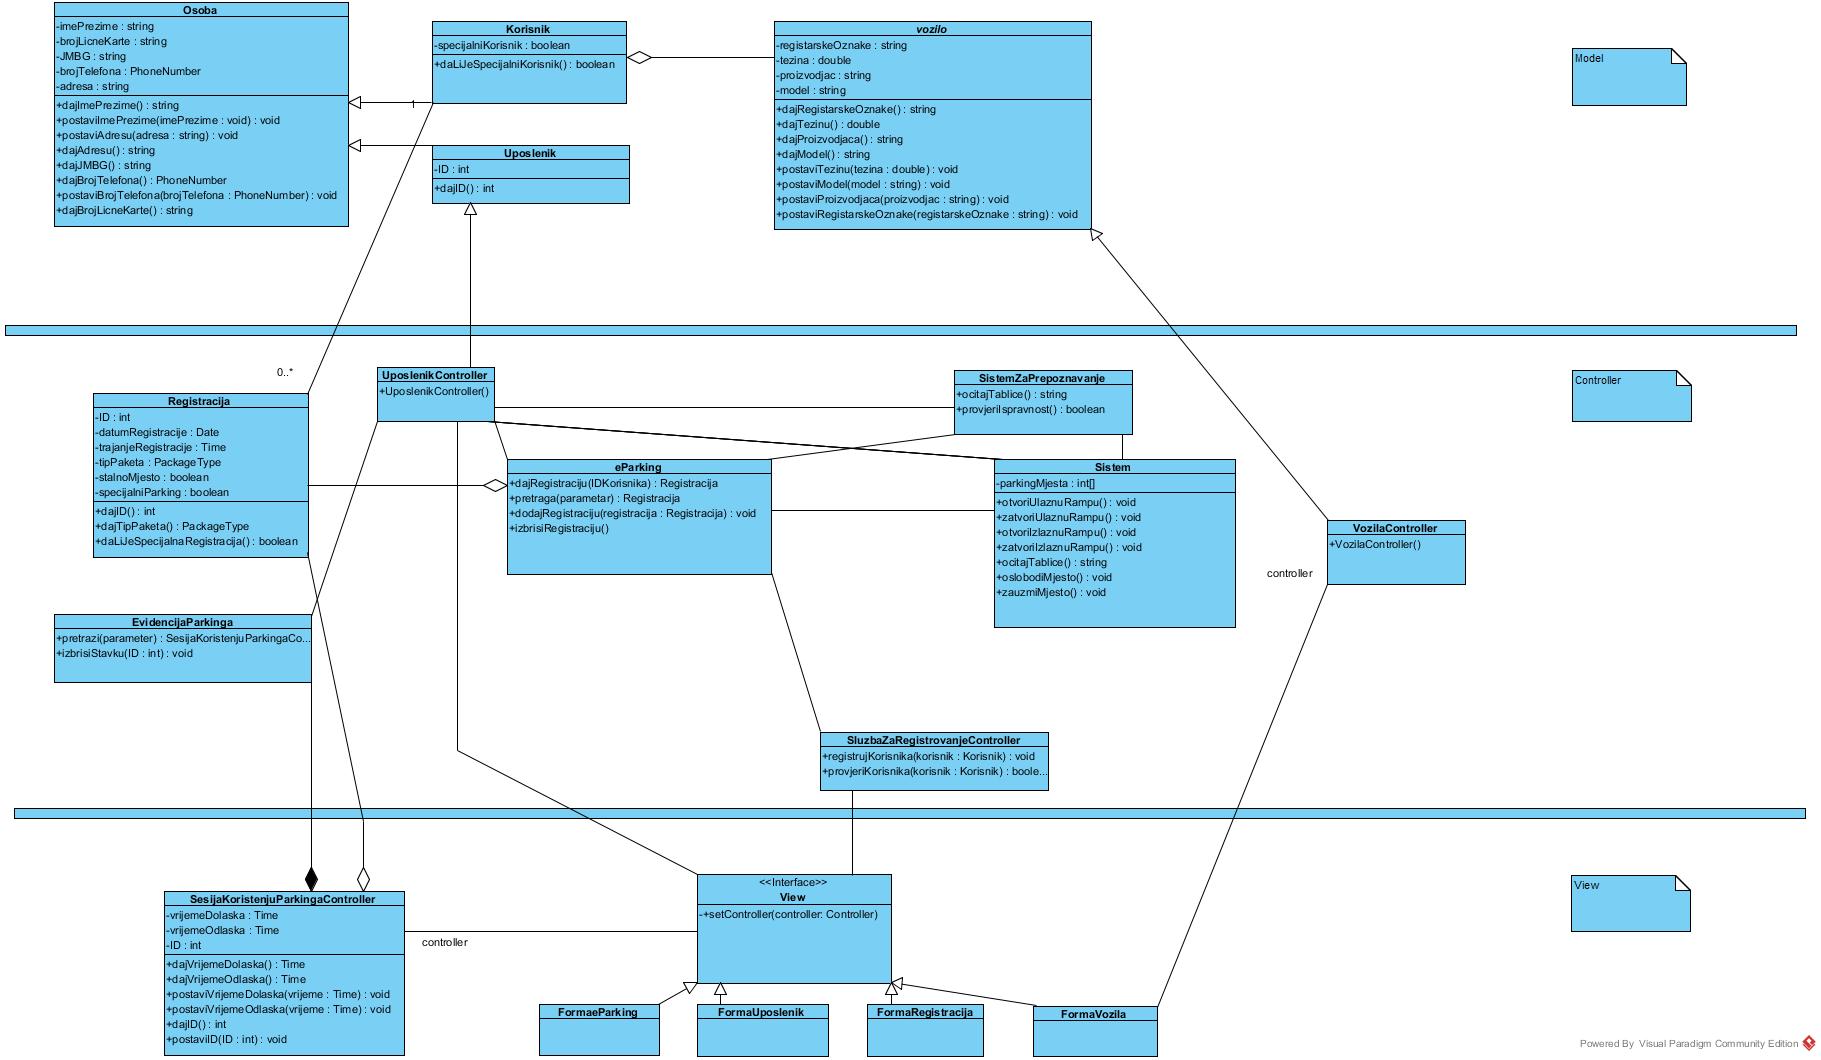 Osoba
-imePrezime : string
-brojLicneKarte : string
-JMBG : string
-brojTelefona : PhoneNumber
-adresa : string
+dajImePrezime() : string
+postaviImePrezime(imePrezime : void) : void
+postaviAdresu(adresa : string) : void
+dajAdresu() : string
+dajJMBG() : string
+dajBrojTelefona() : PhoneNumber
+postaviBrojTelefona(brojTelefona : PhoneNumber) : void
+dajBrojLicneKarte() : string
Korisnik
-specijalniKorisnik : boolean
+daLiJeSpecijalniKorisnik() : boolean
1
Uposlenik
-ID : int
+dajID() : int
vozilo
-registarskeOznake : string
-tezina : double
-proizvodjac : string
-model : string
+dajRegistarskeOznake() : string
+dajTezinu() : double
+dajProizvodjaca() : string
+dajModel() : string
+postaviTezinu(tezina : double) : void
+postaviModel(model : string) : void
+postaviProizvodjaca(proizvodjac : string) : void
+postaviRegistarskeOznake(registarskeOznake : string) : void
Model
0..*
Registracija
-ID : int
-datumRegistracije : Date
-trajanjeRegistracije : Time
-tipPaketa : PackageType
-stalnoMjesto : boolean
-specijalniParking : boolean
+dajID() : int
+dajTipPaketa() : PackageType
+daLiJeSpecijalnaRegistracija() : boolean
UposlenikController
+UposlenikController()
SistemZaPrepoznavanje
+ocitajTablice() : string
+provjeriIspravnost() : boolean
Controller
eParking
+dajRegistraciju(IDKorisnika) : Registracija
+pretraga(parametar) : Registracija
+dodajRegistraciju(registracija : Registracija) : void
+izbrisiRegistraciju()
Sistem
-parkingMjesta : int[]
+otvoriUlaznuRampu() : void
+zatvoriUlaznuRampu() : void
+otvoriIzlaznuRampu() : void
+zatvoriIzlaznuRampu() : void
+ocitajTablice() : string
+oslobodiMjesto() : void
+zauzmiMjesto() : void
VozilaController
+VozilaController()
controller
EvidencijaParkinga
+pretrazi(parameter) : SesijaKoristenjuParkingaCo...
+izbrisiStavku(ID : int) : void
SluzbaZaRegistrovanjeController
+registrujKorisnika(korisnik : Korisnik) : void
+provjeriKorisnika(korisnik : Korisnik) : boole...
SesijaKoristenjuParkingaController
-vrijemeDolaska : Time
-vrijemeOdlaska : Time
-ID : int
+dajVrijemeDolaska() : Time
+dajVrijemeOdlaska() : Time
+postaviVrijemeDolaska(vrijeme : Time) : void
+postaviVrijemeOdlaska(vrijeme : Time) : void
+dajID() : int
+postaviID(ID : int) : void
controller
<<Interface>>
View
-+setController(controller: Controller)
View
FormaeParking
FormaUposlenik
FormaRegistracija
FormaVozila
Powered By Visual Paradigm Community Edition